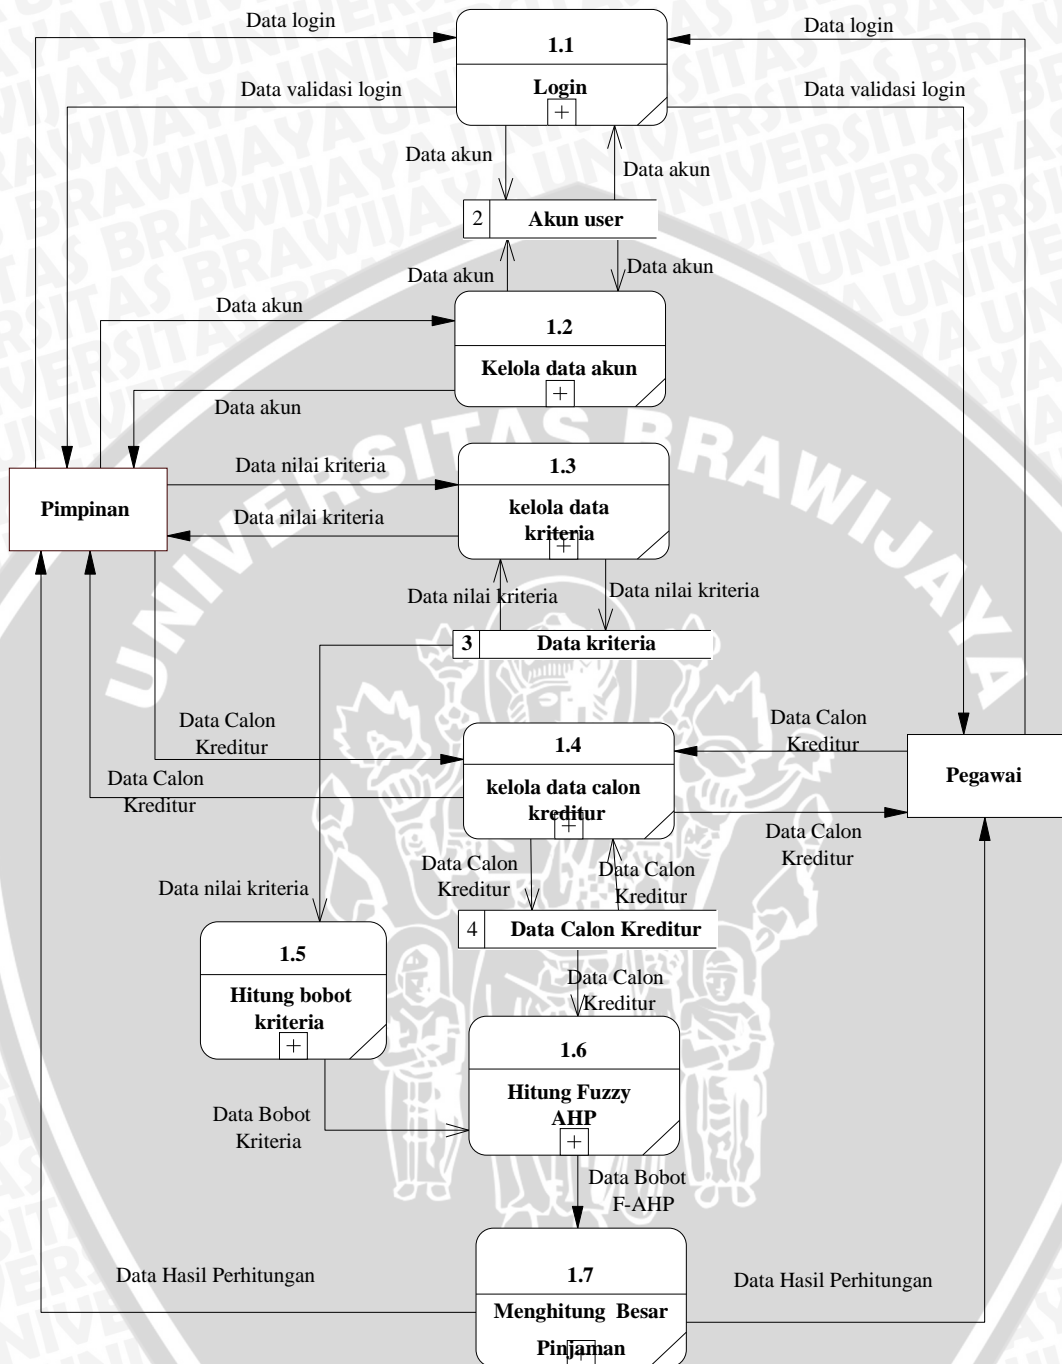 Data login
Data login
1.1
Login
Data validasi login
Data validasi login
Data akun
Data akun
2 Akun user
Data akun
Data akun
Data akun
1.2
Kelola data akun
Data akun
Data nilai kriteria
1.3
kelola data
kriteria
Data nilai kriteria
Pimpinan
Data nilai kriteria
Data nilai kriteria
3 Data kriteria
Data Calon
Kreditur
Data Calon
Kreditur
1.4
kelola data calon
kreditur
Pegawai
Data Calon
Kreditur
Data Calon
Kreditur
Data Calon
Kreditur
Data Calon
Kreditur
Data nilai kriteria
4 Data Calon Kreditur
1.5
Hitung bobot
kriteria
Data Calon
Kreditur
1.6
Hitung Fuzzy
AHP
Data Bobot
Kriteria
Data Bobot
F-AHP
1.7
Menghitung Besar
Pinjaman
Data Hasil Perhitungan
Data Hasil Perhitungan
UNIVERSITAS BRAWIJAYA